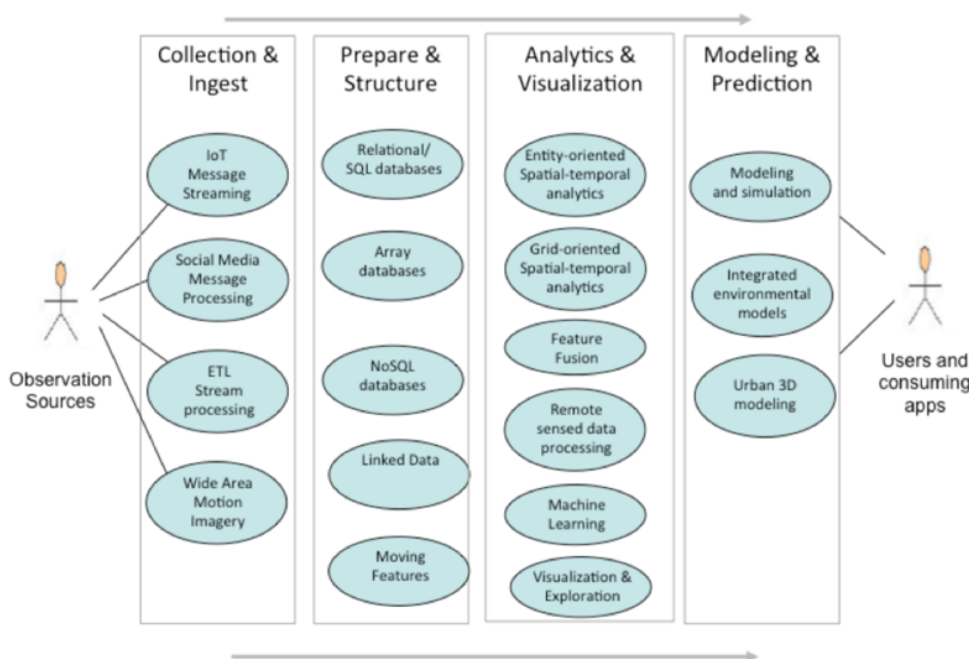 Collection &
Ingest
Prepare &
Structure
Analytics &
Visualization
Modeling &
Prediction
IoT
Message
Streaming
Social Media
Message
Processing
ETL
Stream
processing
Wide Area
Motion
Imagery
Relational/
SQL databases
Array
databases
NoSQL
databases
Linked Data
Moving
Features
Entity-oriented
Spatial-temporal
analytics
Grid-oriented
Spatial-temporal
analytics
Feature
Fusion
Remote
sensed data
processing
Machine
Learning
Visualization &
Exploration
Modeling
and simulation
Integrated
environmental
models
Urban 3D
modeling
Observation
Sources
Users and
consuming
apps